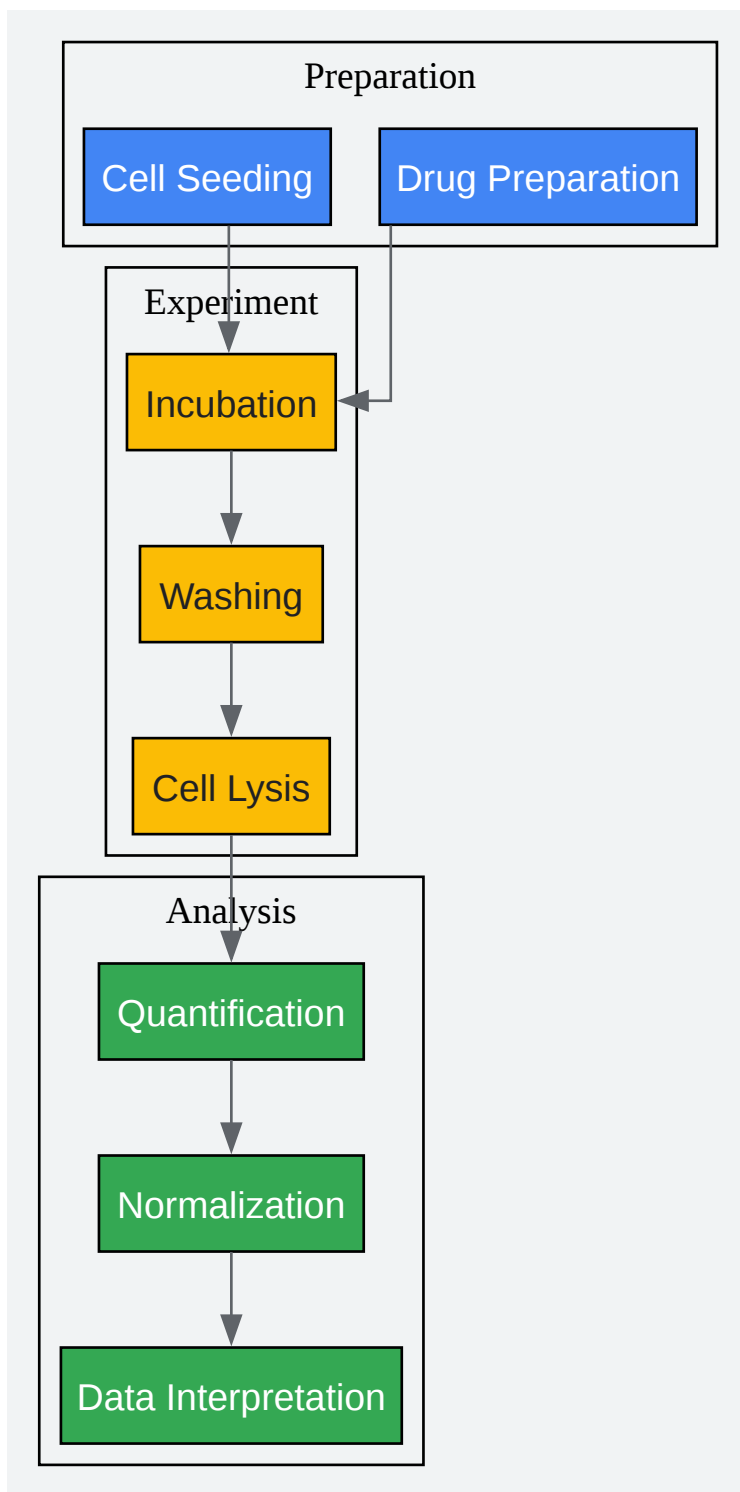 Preparation
Cell Seeding
Drug Preparation
Experiment
Incubation
Washing
Cell Lysis
Analysis
Quantification
Normalization
Data Interpretation